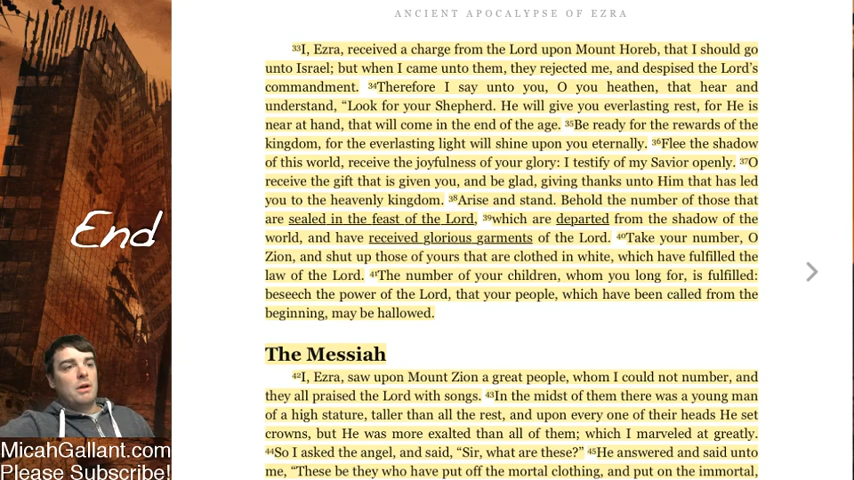 ANCIENT APOCALYPSE OF EZRA
³³I, Ezra, received a charge from the Lord upon Mount Horeb, that I should go
unto Israel; but when I came unto them, they rejected me, and despised the Lord's
commandment. ³⁴Therefore I say unto you, O you heathen, that hear and
understand, "Look for your Shepherd. He will give you everlasting rest, for He is
near at hand, that will come in the end of the age. ³⁵Be ready for the rewards of the
kingdom, for the everlasting light will shine upon you eternally. ³⁶Flee the shadow
of this world, receive the joyfulness of your glory: I testify of my Savior openly. ³⁷O
receive the gift that is given you, and be glad, giving thanks unto Him that has led
you to the heavenly kingdom. ³⁸Arise and stand. Behold the number of those that
are sealed in the feast of the Lord, ³⁹which are departed from the shadow of the
world, and have received glorious garments of the Lord. ⁴⁰Take your number, O
Zion, and shut up those of yours that are clothed in white, which have fulfilled the
law of the Lord. ⁴¹The number of your children, whom you long for, is fulfilled:
beseech the power of the Lord, that your people, which have been called from the
beginning, may be hallowed.
The Messiah
⁴²I, Ezra, saw upon Mount Zion a great people, whom I could not number, and
they all praised the Lord with songs. ⁴³In the midst of them there was a young man
of a high stature, taller than all the rest, and upon every one of their heads He set
crowns, but He was more exalted than all of them; which I marveled at greatly.
⁴⁴So I asked the angel, and said, "Sir, what are these?" ⁴⁵He answered and said unto
me, "These be they who have put off the mortal clothing, and put on the immortal,
End
MicahGallant.com
Please Subscribe!